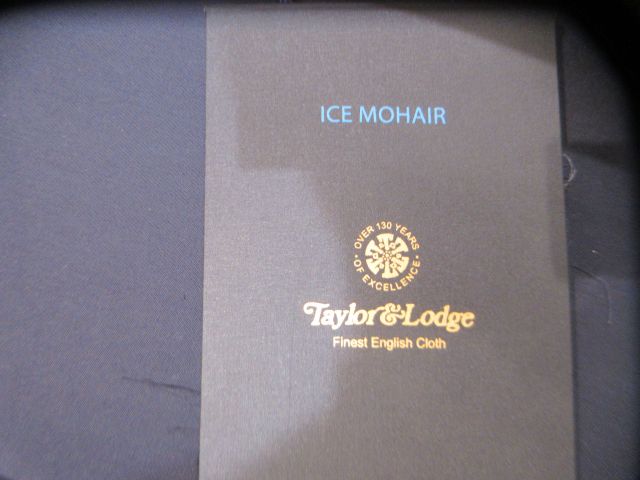 ICE MOHAIR
· OVER 130 YEARS ·
OF EXCELLENCE
Taylor&Lodge
Finest English Cloth